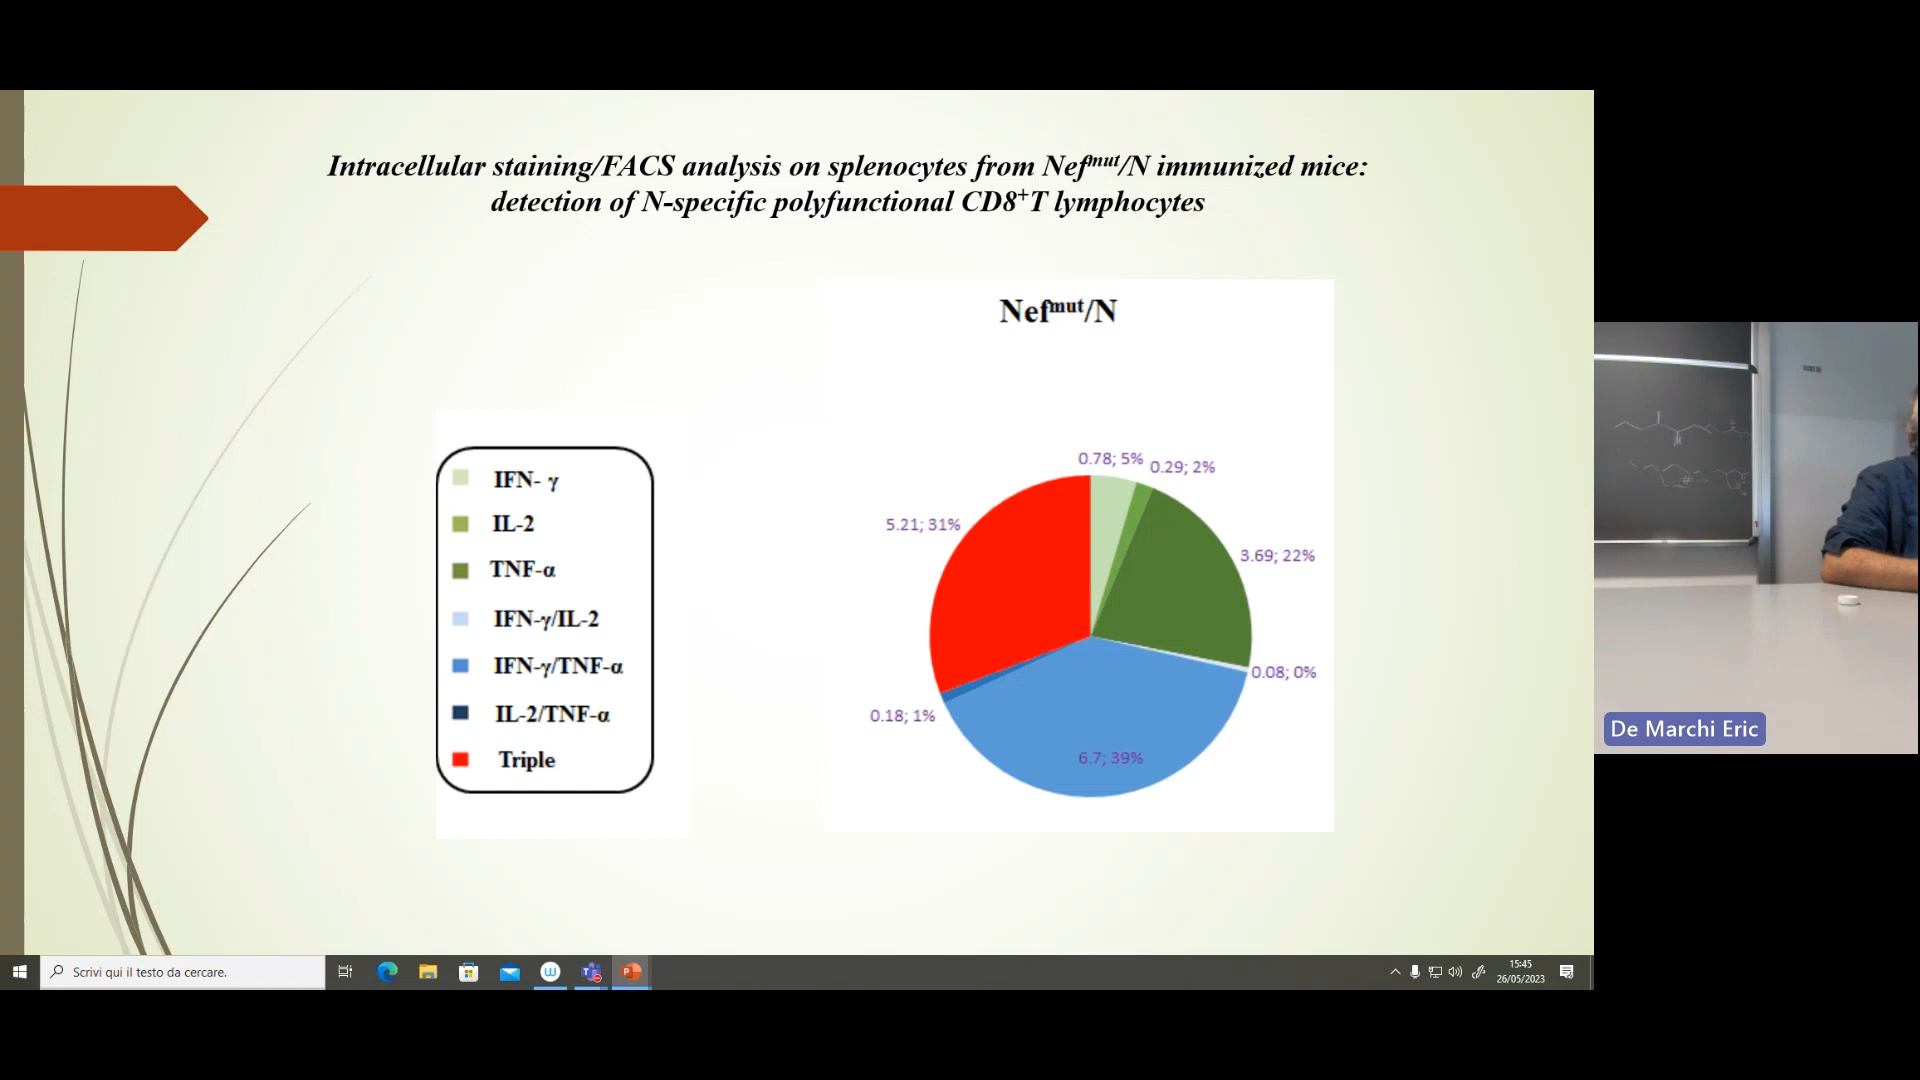 Intracellular staining/FACS analysis on splenocytes from Nefᵐᵘᵗ/N immunized mice:
detection of N-specific polyfunctional CD8⁺T lymphocytes
IFN- γ
IL-2
TNF-α
IFN-γ/IL-2
IFN-γ/TNF-α
IL-2/TNF-α
Triple
Nefᵐᵘᵗ/N
0.78; 5%
0.29; 2%
5.21; 31%
3.69; 22%
0.08; 0%
0.18; 1%
6.7; 39%
De Marchi Eric
Scrivi qui il testo da cercare.
15:45
26/05/2023